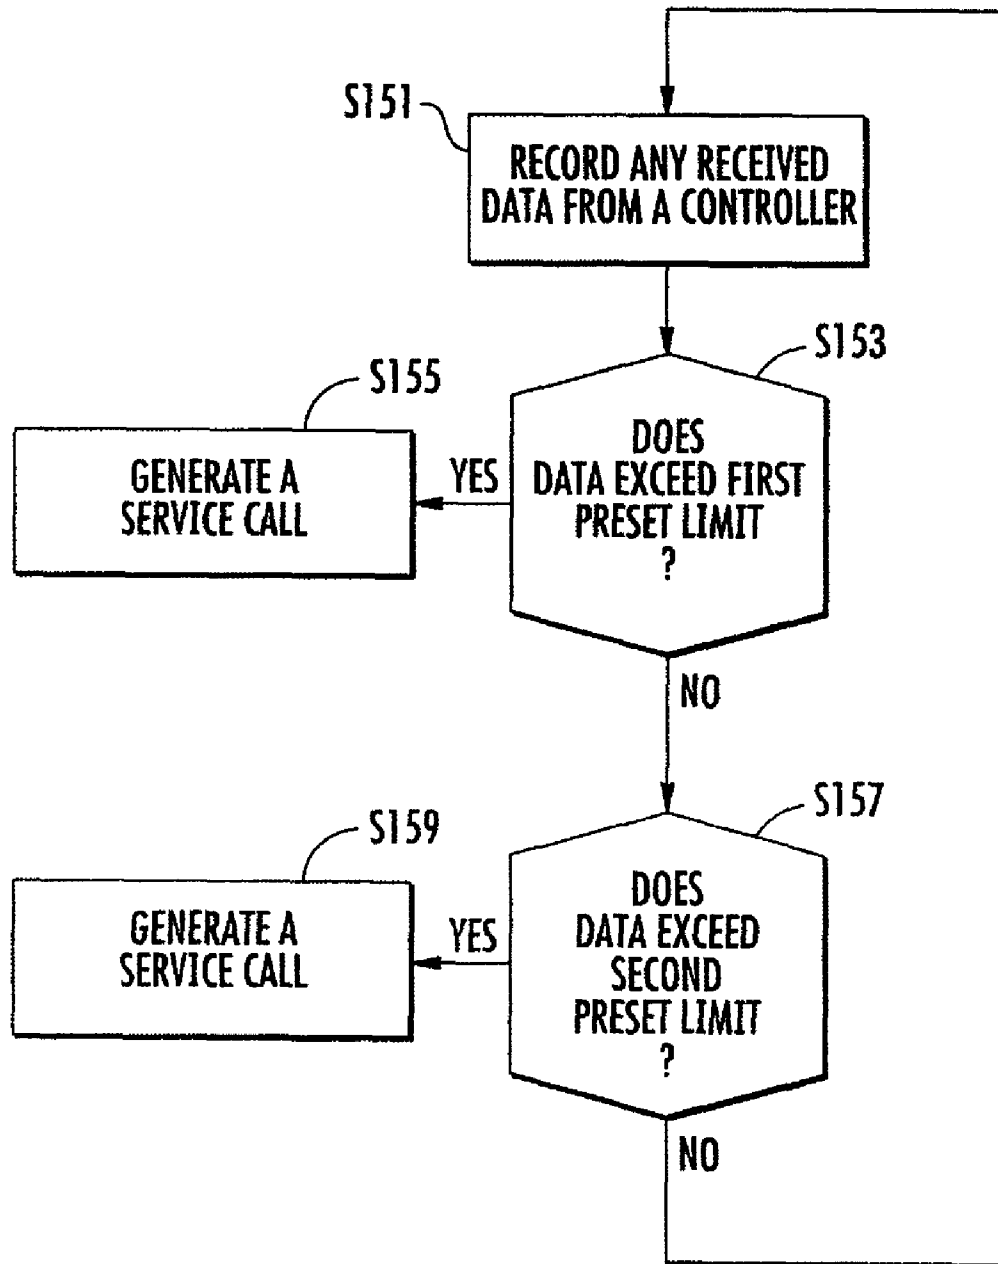 S151
RECORD ANY RECEIVED
DATA FROM A CONTROLLER
S153
DOES
DATA EXCEED FIRST
PRESET LIMIT
?
YES
S155
GENERATE A
SERVICE CALL
NO
S157
DOES
DATA EXCEED
SECOND
PRESET LIMIT
?
YES
S159
GENERATE A
SERVICE CALL
NO